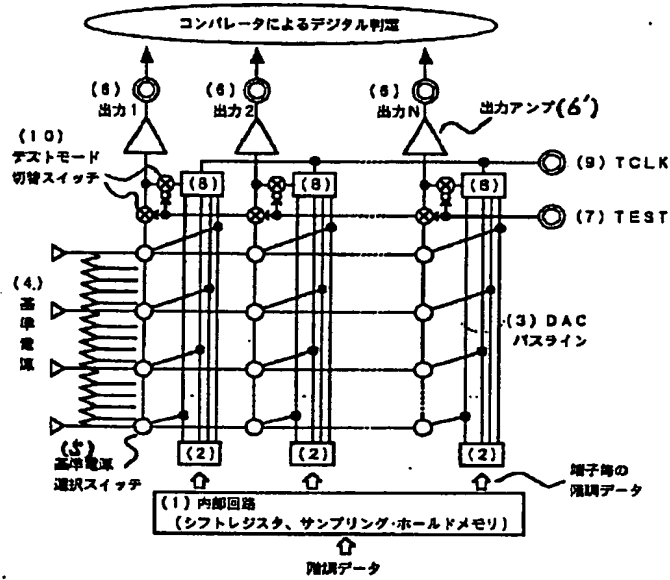 コンパレータによるデジタル判定
(6)
出力1
(6)
出力2
(6)
出力N
出力アンプ(6')
(10)
テストモード
切替スイッチ
(8)
(8)
(8)
(9) TCLK
(7) TEST
(4)
基
準
電
源
(3) DAC
バスライン
(5)
基準電源
選択スイッチ
(2)
(2)
(2)
端子毎の
階調データ
(1) 内部回路
(シフトレジスタ、サンプリング・ホールドメモリ)
階調データ